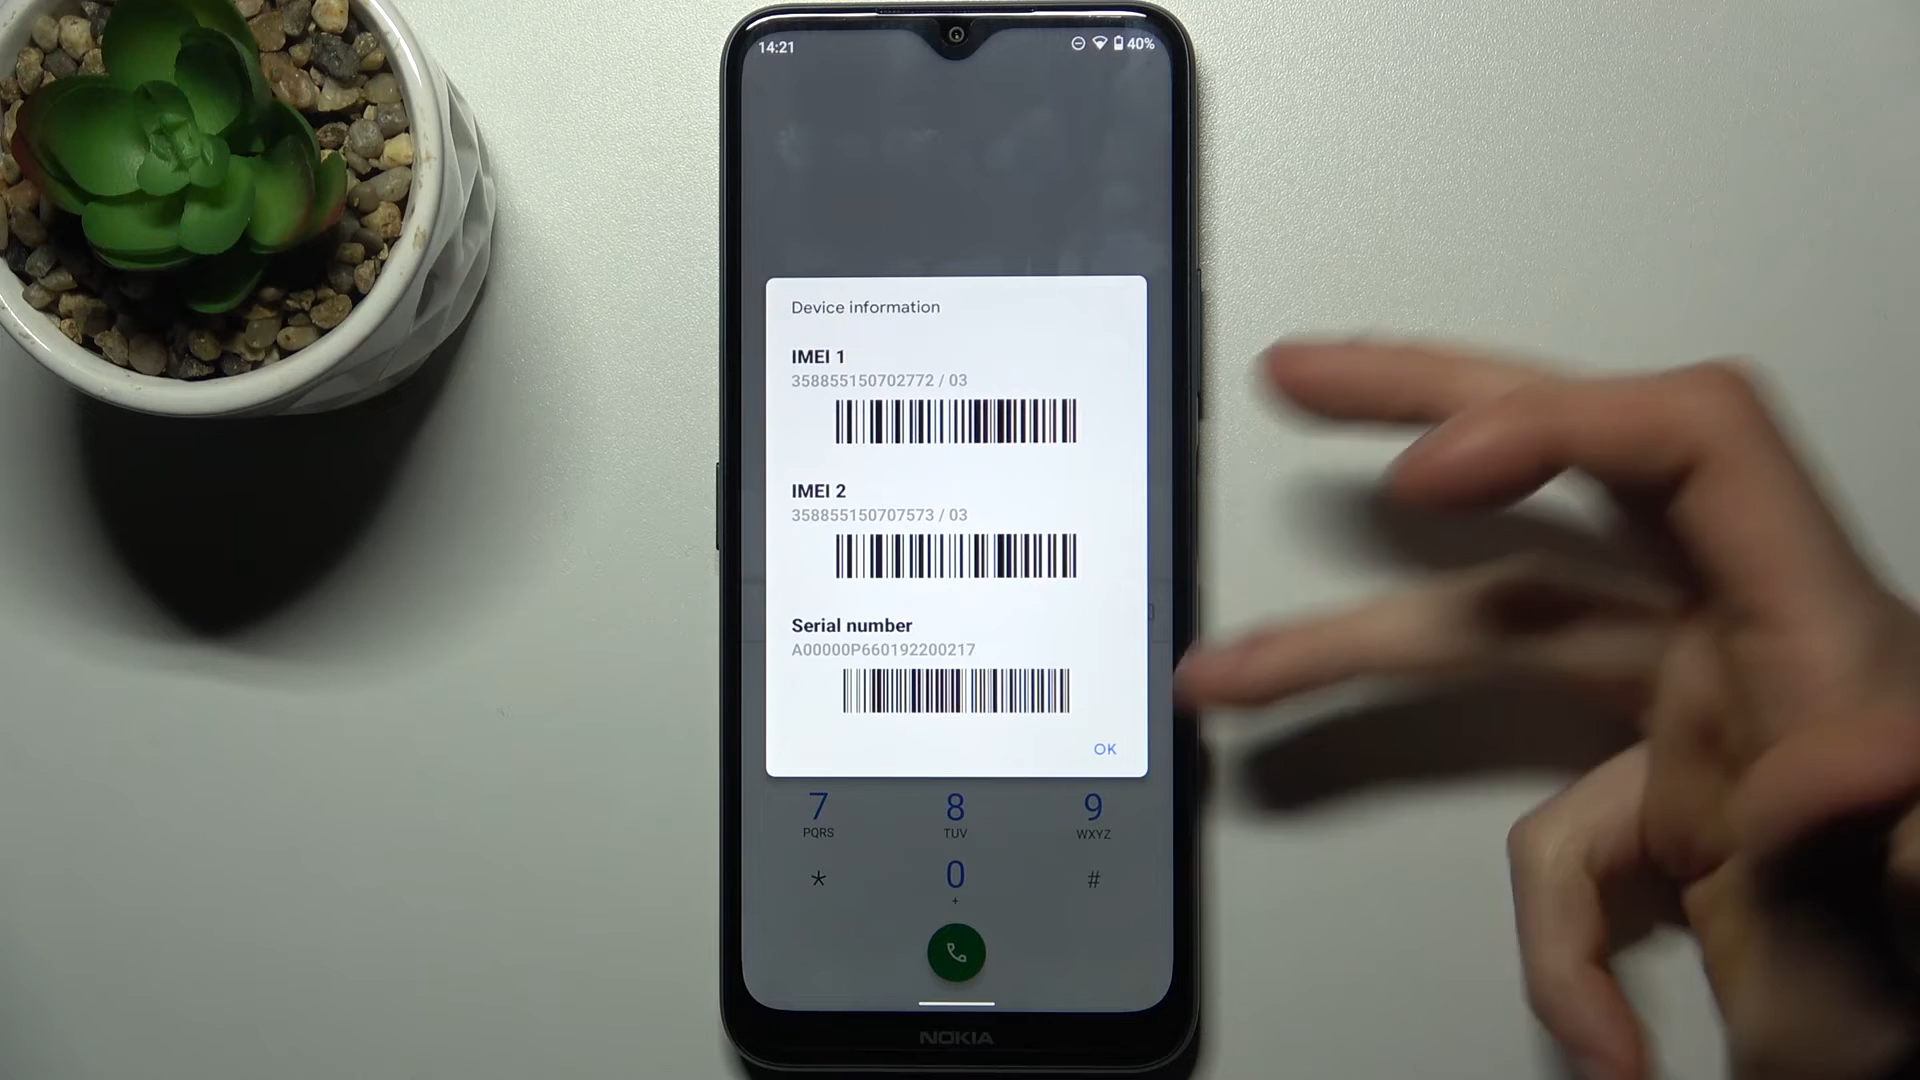 14:21
40%
Device information
IMEI 1
358855150702772 / 03
IMEI 2
358855150707573 / 03
Serial number
A00000P660192200217
OK
7 8 9
PQRS TUV WXYZ
* 0 #
+
NOKIA